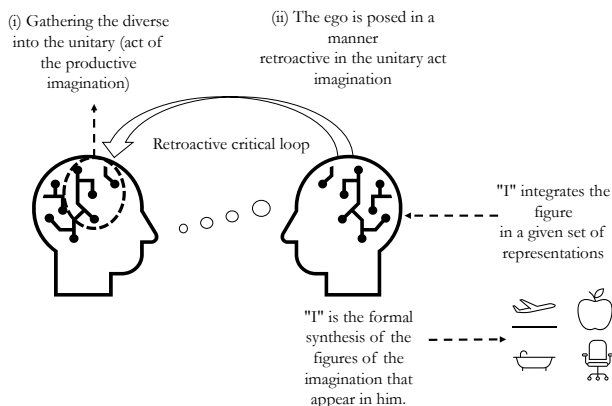 (i) Gathering the diverse
into the unitary (act of
the productive
imagination)
(ii) The ego is posed in a
manner
retroactive in the unitary act
imagination
Retroactive critical loop
"I" integrates the
figure
in a given set of
representations
"I" is the formal
synthesis of the
figures of the
imagination that
appear in him.